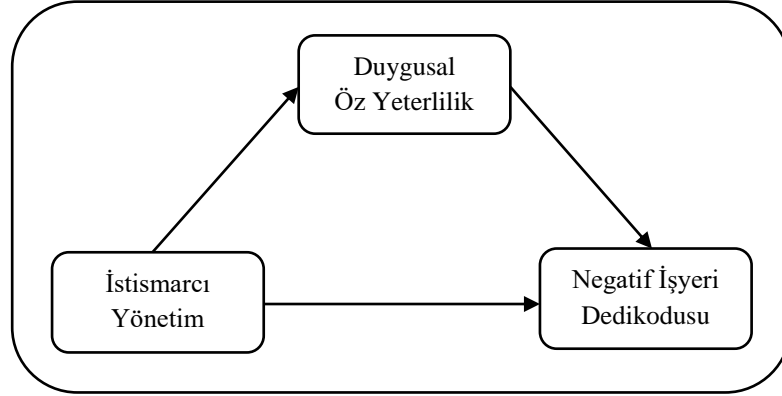 Duygusal
Öz Yeterlilik
İstismarcı
Yönetim
Negatif İşyeri
Dedikodusu